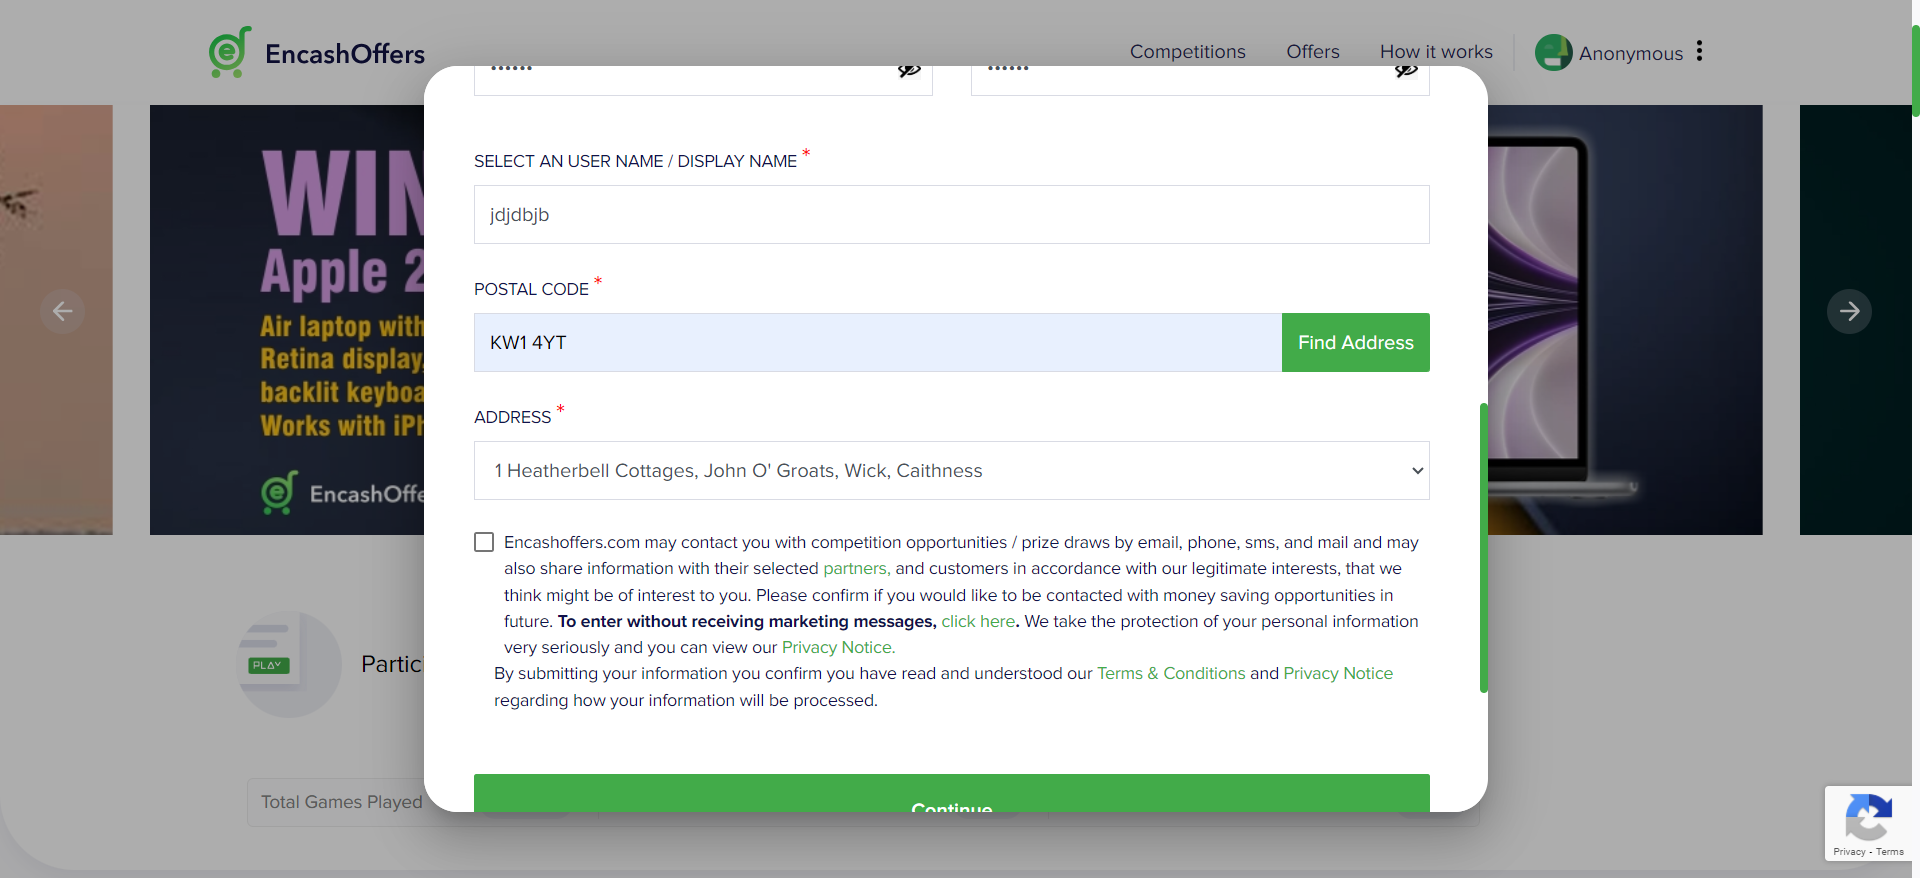 EncashOffers
Competitions
Offers
How it works
Anonymous
SELECT AN USER NAME / DISPLAY NAME *
jdjdbjb
POSTAL CODE *
KW1 4YT
Find Address
ADDRESS *
1 Heatherbell Cottages, John O' Groats, Wick, Caithness
Encashoffers.com may contact you with competition opportunities / prize draws by email, phone, sms, and mail and may
also share information with their selected partners, and customers in accordance with our legitimate interests, that we
think might be of interest to you. Please confirm if you would like to be contacted with money saving opportunities in
future. To enter without receiving marketing messages, click here. We take the protection of your personal information
very seriously and you can view our Privacy Notice.
By submitting your information you confirm you have read and understood our Terms & Conditions and Privacy Notice
regarding how your information will be processed.
Continue
WIN
Apple 2
Air laptop with
Retina display,
backlit keyboa
Works with iPh
EncashOffe
PLAY
Partic
Total Games Played
Privacy - Terms